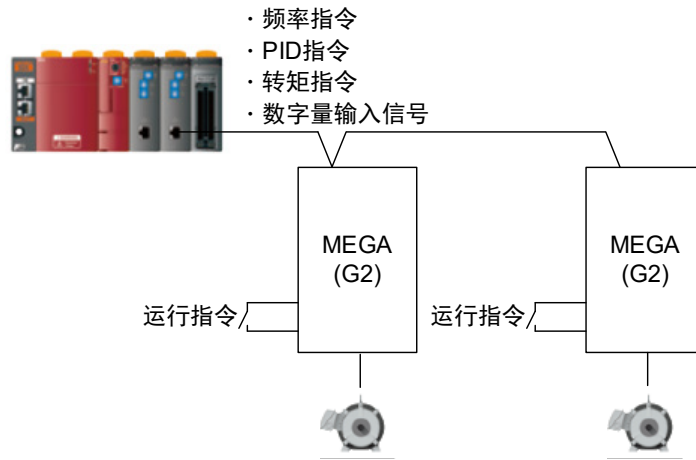 · 频率指令
· PID指令
· 转矩指令
· 数字量输入信号
MEGA
(G2)
MEGA
(G2)
运行指令
运行指令